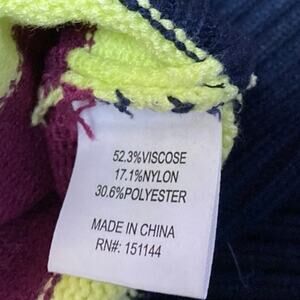 52.3%VISCOSE
17.1%NYLON
30.6%POLYESTER
MADE IN CHINA
RN#: 151144